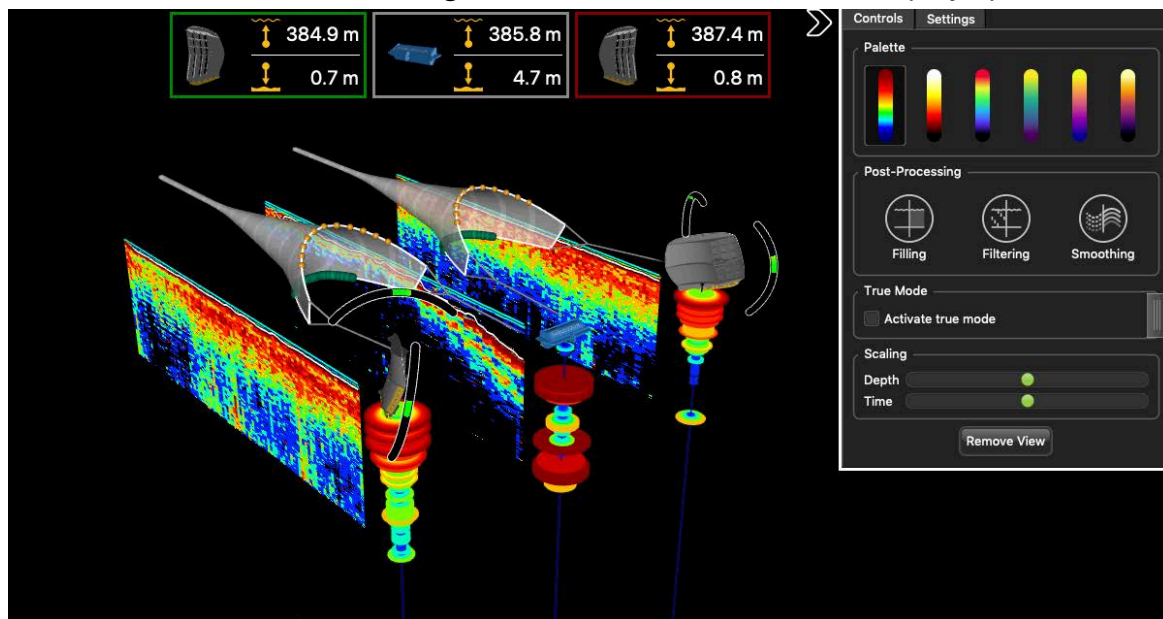 384.9 m
0.7 m
385.8 m
4.7 m
387.4 m
0.8 m
Controls
Settings
Palette
Post-Processing
Filling
Filtering
Smoothing
True Mode
Activate true mode
Scaling
Depth
Time
Remove View